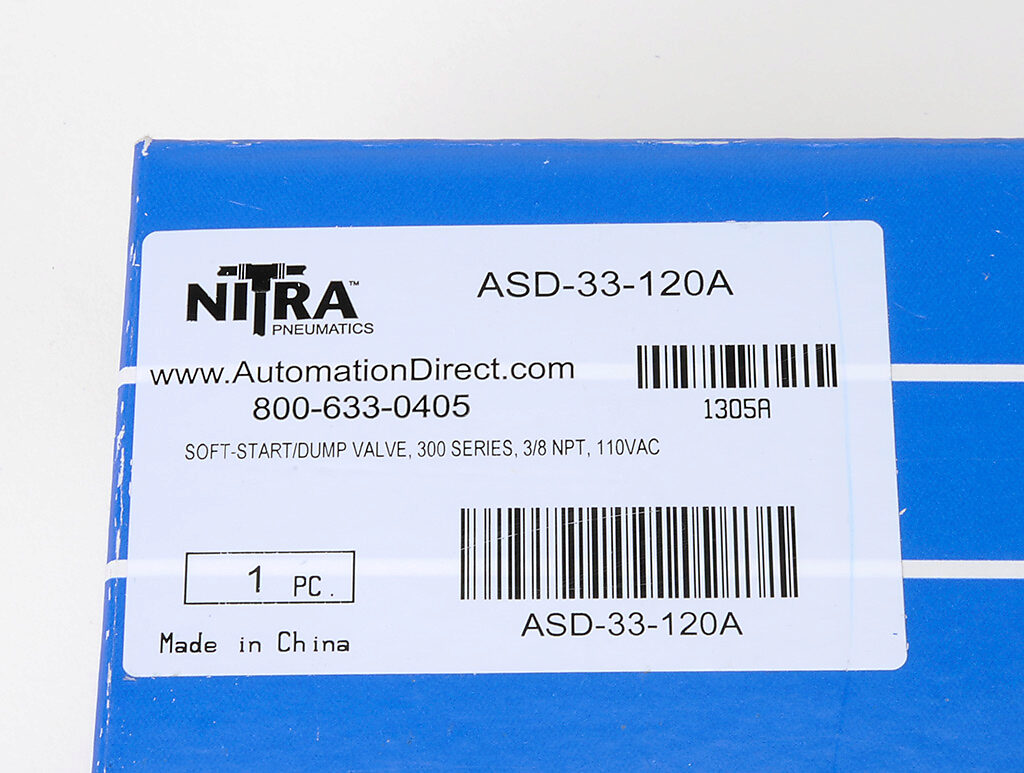 NITRA™
PNEUMATICS
ASD-33-120A
www.AutomationDirect.com
800-633-0405
1305A
SOFT-START/DUMP VALVE, 300 SERIES, 3/8 NPT, 110VAC
1 PC.
ASD-33-120A
Made in China